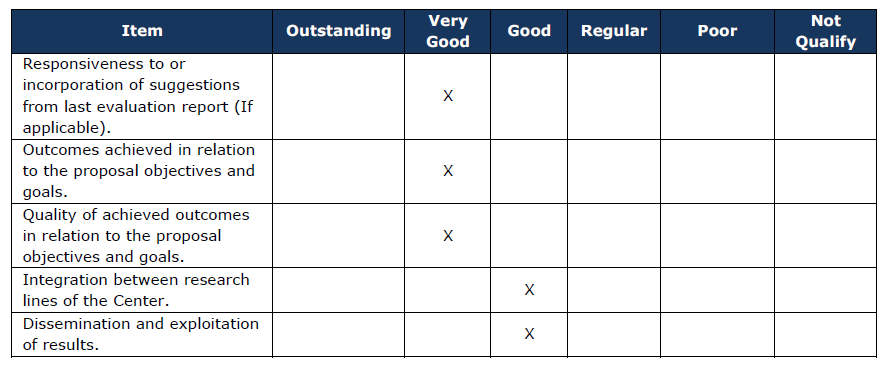 Item Outstanding Very Good Good Regular Poor Not Qualify
Responsiveness to or
incorporation of suggestions
from last evaluation report (If X
applicable).
Outcomes achieved in relation
to the proposal objectives and X
goals.
Quality of achieved outcomes
in relation to the proposal X
objectives and goals.
Integration between research X
lines of the Center.
Dissemination and exploitation X
of results.